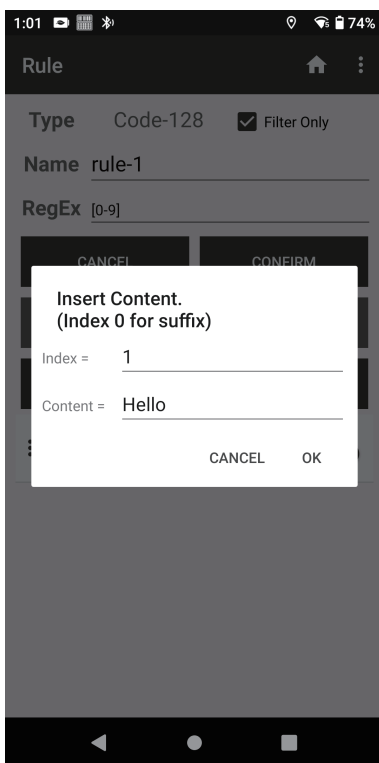 1:01 74%
Rule
Type Code-128 Filter Only
Name rule-1
RegEx [0-9]
CANCEL CONFIRM
Insert Content.
(Index 0 for suffix)
Index = 1
Content = Hello
CANCEL OK